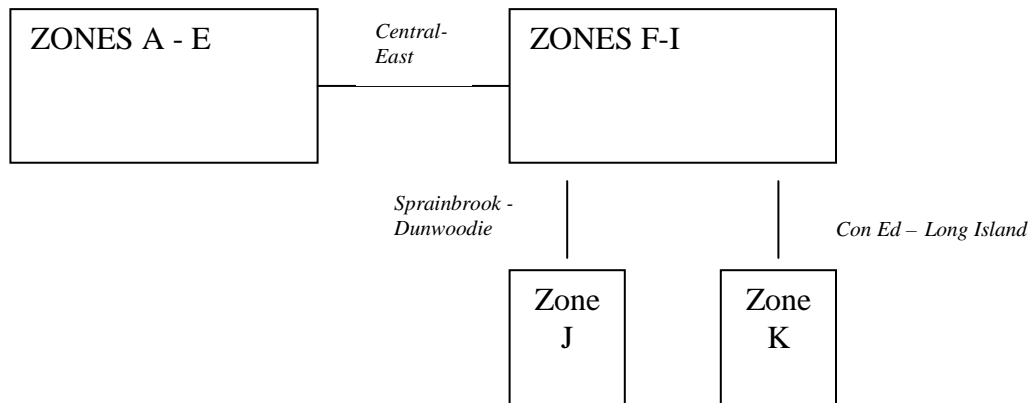 ZONES A - E
Central-
East
ZONES F-I
Sprainbrook -
Dunwoodie
Con Ed – Long Island
Zone
J
Zone
K